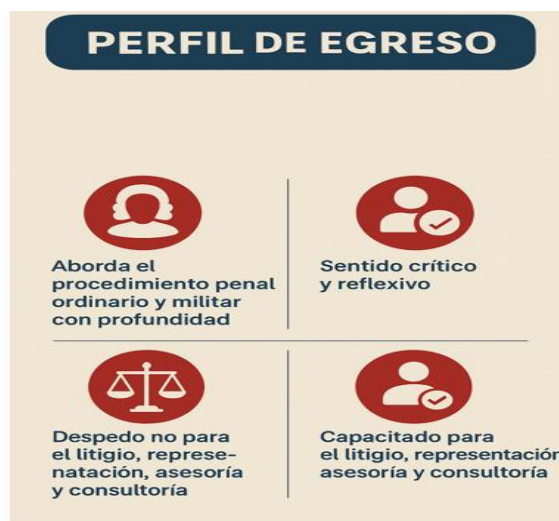 PERFIL DE EGRESO
Aborda el
procedimiento penal
ordinario y militar
con profundidad
Sentido crítico
y reflexivo
Despedo no para
el litigio, represe-
natación, asesoría
y consultoría
Capacitado para
el litigio, representación
asesoría y consultoría